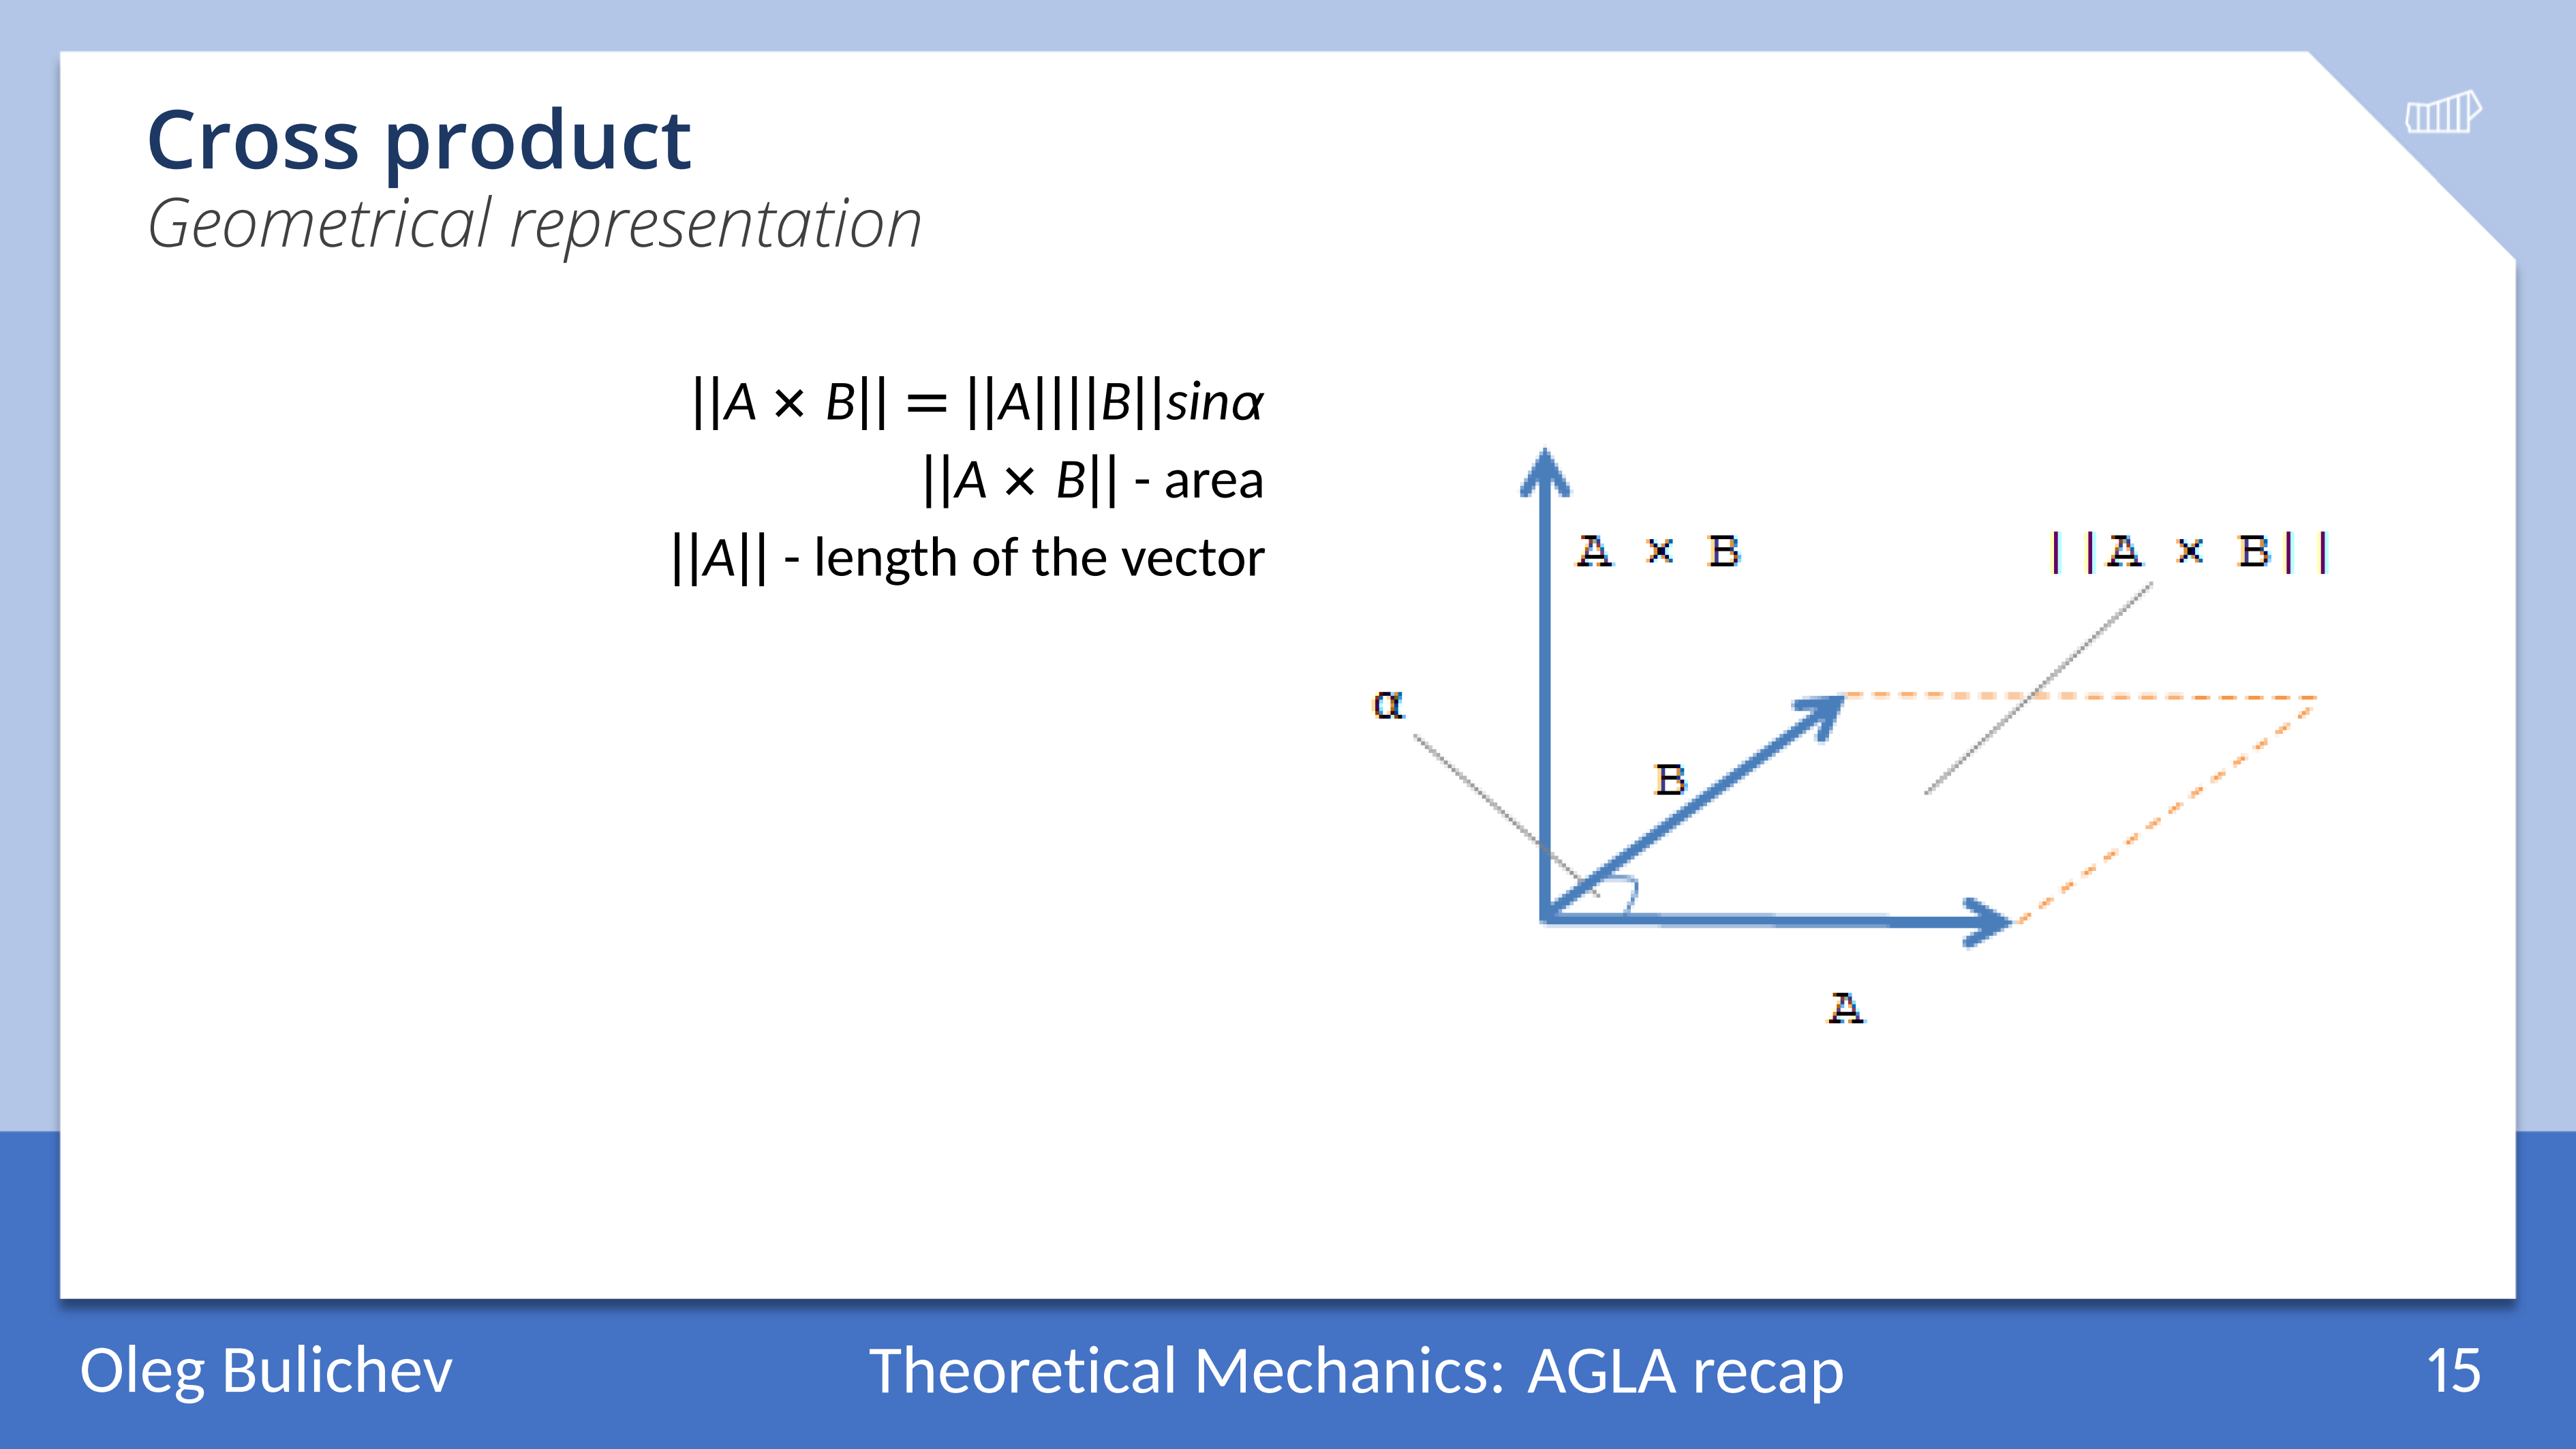 Cross product
Geometrical representation
||A × B|| = ||A||||B||sinα
||A × B|| - area
||A|| - length of the vector
A × B
||A × B||
α
B
A
Oleg Bulichev
Theoretical Mechanics: AGLA recap
15